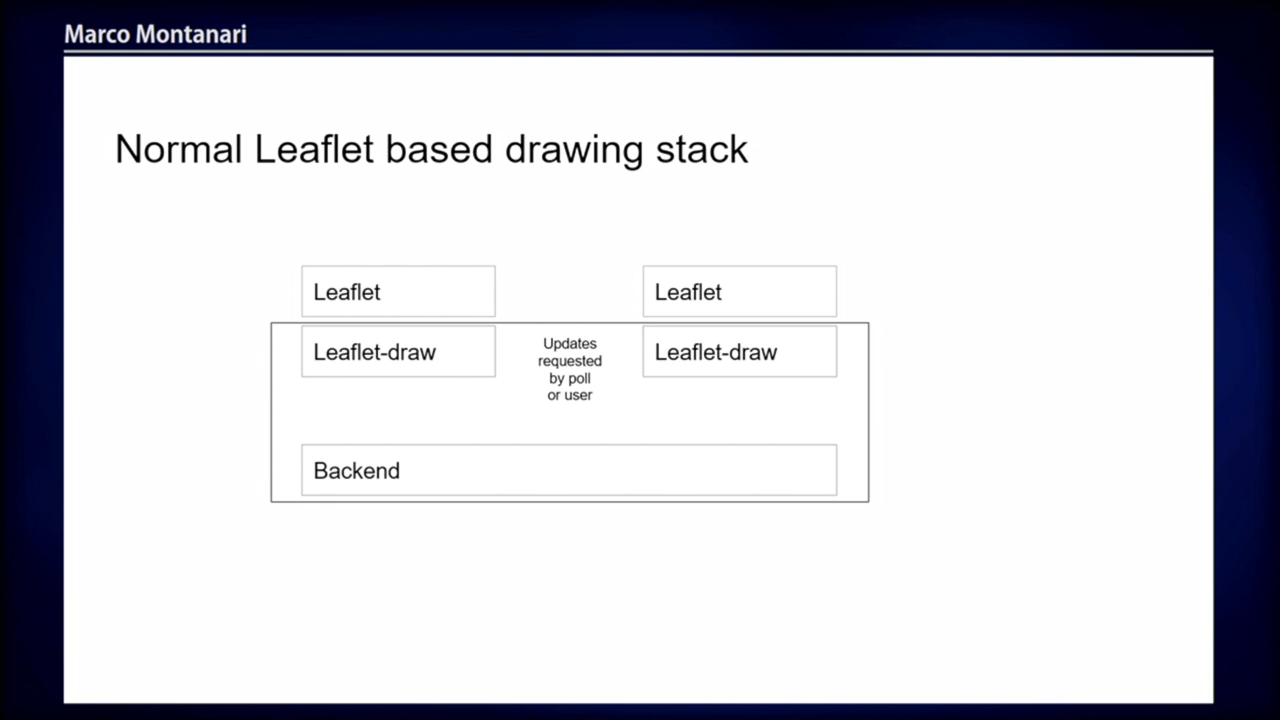 Marco Montanari
Normal Leaflet based drawing stack
Leaflet
Leaflet
Leaflet-draw
Updates
requested
by poll
or user
Leaflet-draw
Backend